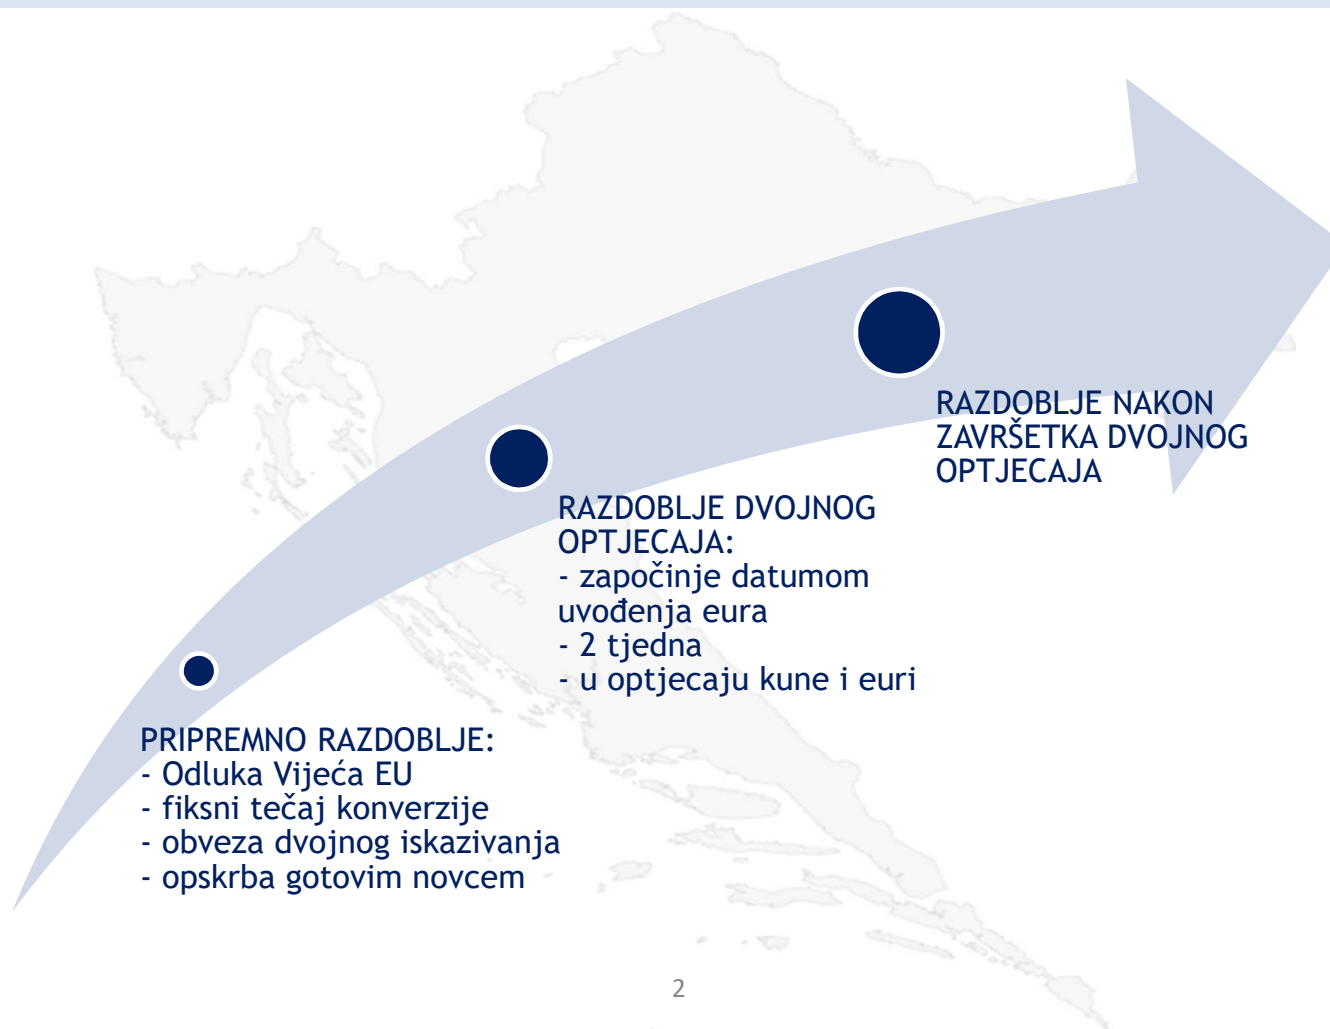 PRIPREMNO RAZDOBLJE:
- Odluka Vijeća EU
- fiksni tečaj konverzije
- obveza dvojnog iskazivanja
- opskrba gotovim novcem
RAZDOBLJE DVOJNOG
OPTJECAJA:
- započinje datumom
uvođenja eura
- 2 tjedna
- u optjecaju kune i euri
RAZDOBLJE NAKON
ZAVRŠETKA DVOJNOG
OPTJECAJA
2